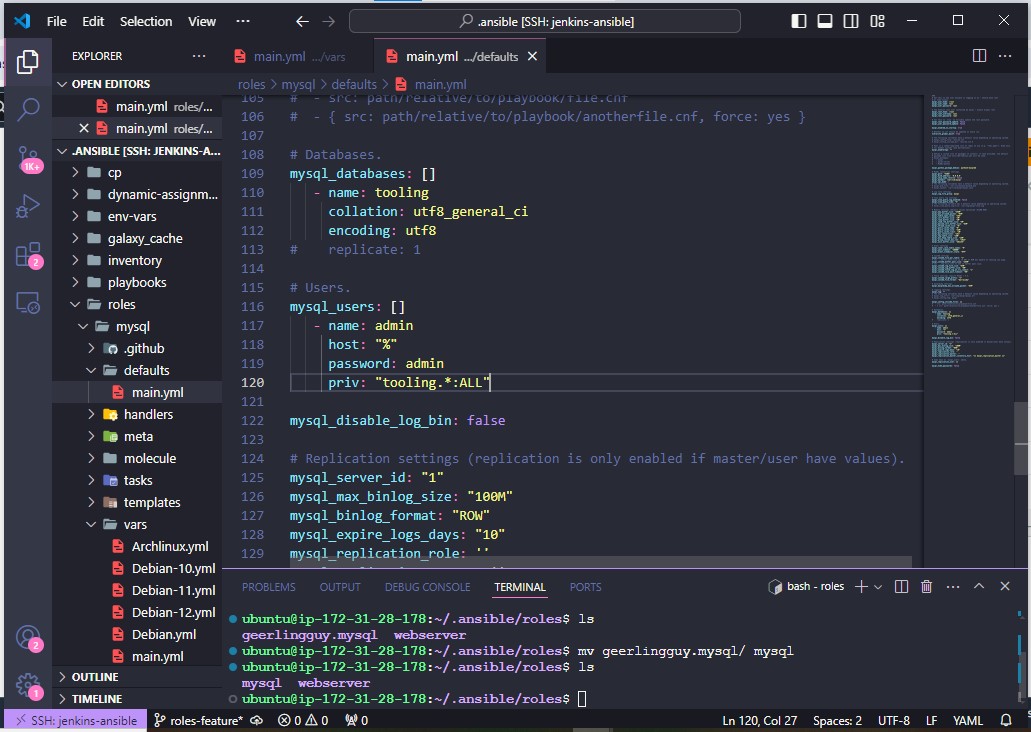 File Edit Selection View ··· .ansible [SSH: jenkins-ansible]
EXPLORER ···
main.yml .../vars
main.yml .../defaults
roles > mysql > defaults > main.yml
OPEN EDITORS
main.yml roles/...
main.yml roles/...
.ANSIBLE [SSH: JENKINS-A...
cp
dynamic-assignm...
env-vars
galaxy_cache
inventory
playbooks
roles
mysql
.github
defaults
main.yml
handlers
meta
molecule
tasks
templates
vars
Archlinux.yml
Debian-10.yml
Debian-11.yml
Debian-12.yml
Debian.yml
main.yml
OUTLINE
TIMELINE
1K+
2
2
1
105 #  - src: path/relative/to/playbook/file.cnf
106 #  - { src: path/relative/to/playbook/anotherfile.cnf, force: yes }
107
108 # Databases.
109 mysql_databases: []
110    - name: tooling
111      collation: utf8_general_ci
112      encoding: utf8
113 #    replicate: 1
114
115 # Users.
116 mysql_users: []
117    - name: admin
118      host: "%"
119      password: admin
120      priv: "tooling.*:ALL"
121
122 mysql_disable_log_bin: false
123
124 # Replication settings (replication is only enabled if master/user have values).
125 mysql_server_id: "1"
126 mysql_max_binlog_size: "100M"
127 mysql_binlog_format: "ROW"
128 mysql_expire_logs_days: "10"
129 mysql_replication_role: ''
PROBLEMS OUTPUT DEBUG CONSOLE TERMINAL PORTS bash - roles
ubuntu@ip-172-31-28-178:~/.ansible/roles$ ls
geerlingguy.mysql  webserver
ubuntu@ip-172-31-28-178:~/.ansible/roles$ mv geerlingguy.mysql/ mysql
ubuntu@ip-172-31-28-178:~/.ansible/roles$ ls
mysql  webserver
ubuntu@ip-172-31-28-178:~/.ansible/roles$
SSH: jenkins-ansible roles-feature* 0 0 0 Ln 120, Col 27 Spaces: 2 UTF-8 LF YAML